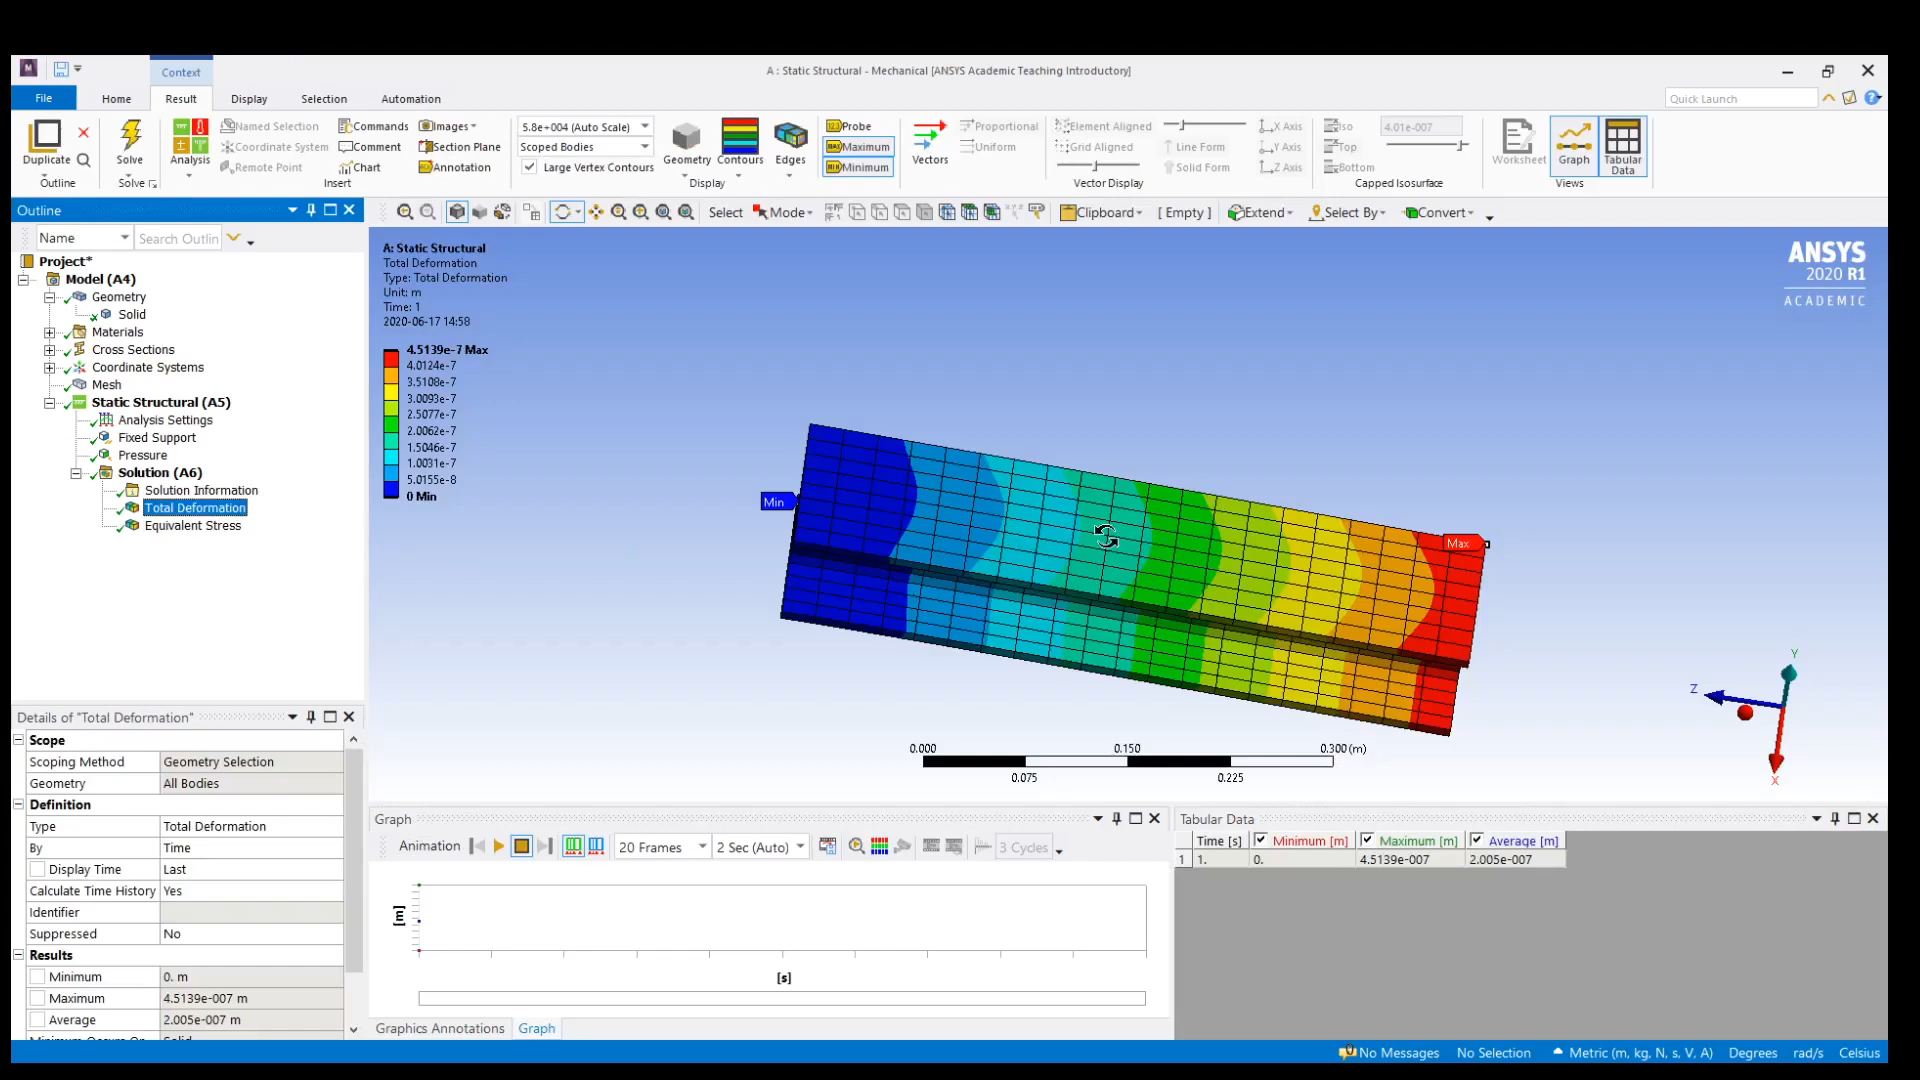 Context
A : Static Structural - Mechanical [ANSYS Academic Teaching Introductory]
File Home Result Display Selection Automation
Quick Launch
Duplicate
Outline
Solve
Solve
Analysis
Named Selection
Coordinate System
Remote Point
Commands
Comment
Chart
Images
Section Plane
Annotation
Insert
5.8e+004 (Auto Scale)
Scoped Bodies
Large Vertex Contours
Geometry
Contours
Edges
Display
Probe
Maximum
Minimum
Vectors
Proportional
Uniform
Element Aligned
Grid Aligned
Line Form
Solid Form
X Axis
Y Axis
Z Axis
Vector Display
Iso
Top
Bottom
4.01e-007
Capped Isosurface
Worksheet
Graph
Tabular
Data
Views
Outline
Name
Search Outlin
Select Mode Clipboard [ Empty ] Extend Select By Convert
Project*
Model (A4)
Geometry
Solid
Materials
Cross Sections
Coordinate Systems
Mesh
Static Structural (A5)
Analysis Settings
Fixed Support
Pressure
Solution (A6)
Solution Information
Total Deformation
Equivalent Stress
A: Static Structural
Total Deformation
Type: Total Deformation
Unit: m
Time: 1
2020-06-17 14:58
4.5139e-7 Max
4.0124e-7
3.5108e-7
3.0093e-7
2.5077e-7
2.0062e-7
1.5046e-7
1.0031e-7
5.0155e-8
0 Min
ANSYS
2020 R1
ACADEMIC
Min
Max
0.000 0.150 0.300 (m)
0.075 0.225
Y
Z
X
Details of "Total Deformation"
Scope
Scoping Method Geometry Selection
Geometry All Bodies
Definition
Type Total Deformation
By Time
Display Time Last
Calculate Time History Yes
Identifier
Suppressed No
Results
Minimum 0. m
Maximum 4.5139e-007 m
Average 2.005e-007 m
Graph
Animation 20 Frames 2 Sec (Auto) 3 Cycles
[m]
[s]
Graphics Annotations Graph
Tabular Data
Time [s] Minimum [m] Maximum [m] Average [m]
1 1. 0. 4.5139e-007 2.005e-007
No Messages No Selection Metric (m, kg, N, s, V, A) Degrees rad/s Celsius